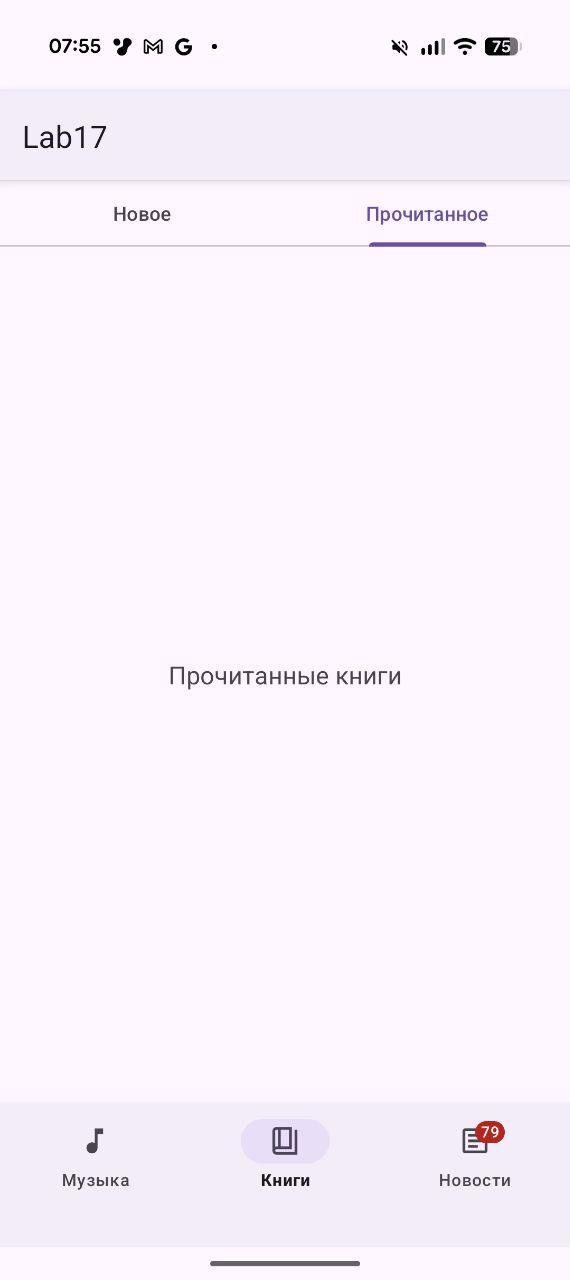 07:55
75
Lab17
Новое Прочитанное
Прочитанные книги
79
Музыка Книги Новости